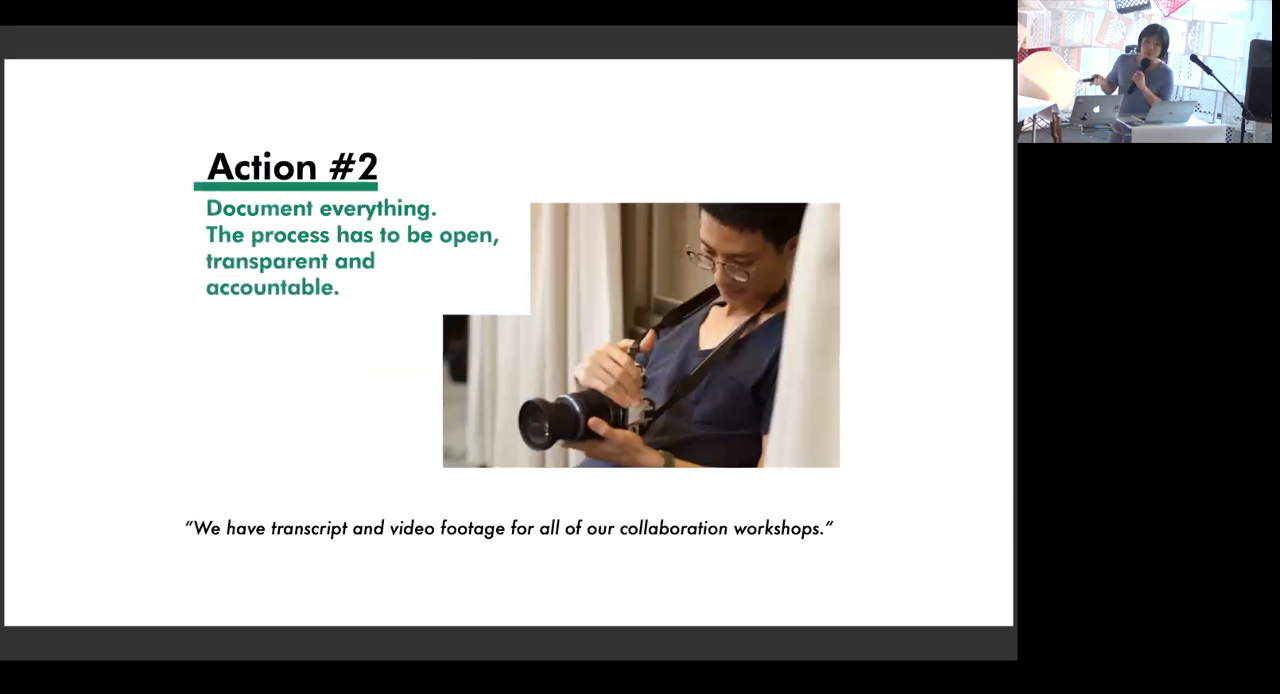 Action #2
Document everything.
The process has to be open,
transparent and
accountable.
“We have transcript and video footage for all of our collaboration workshops.”